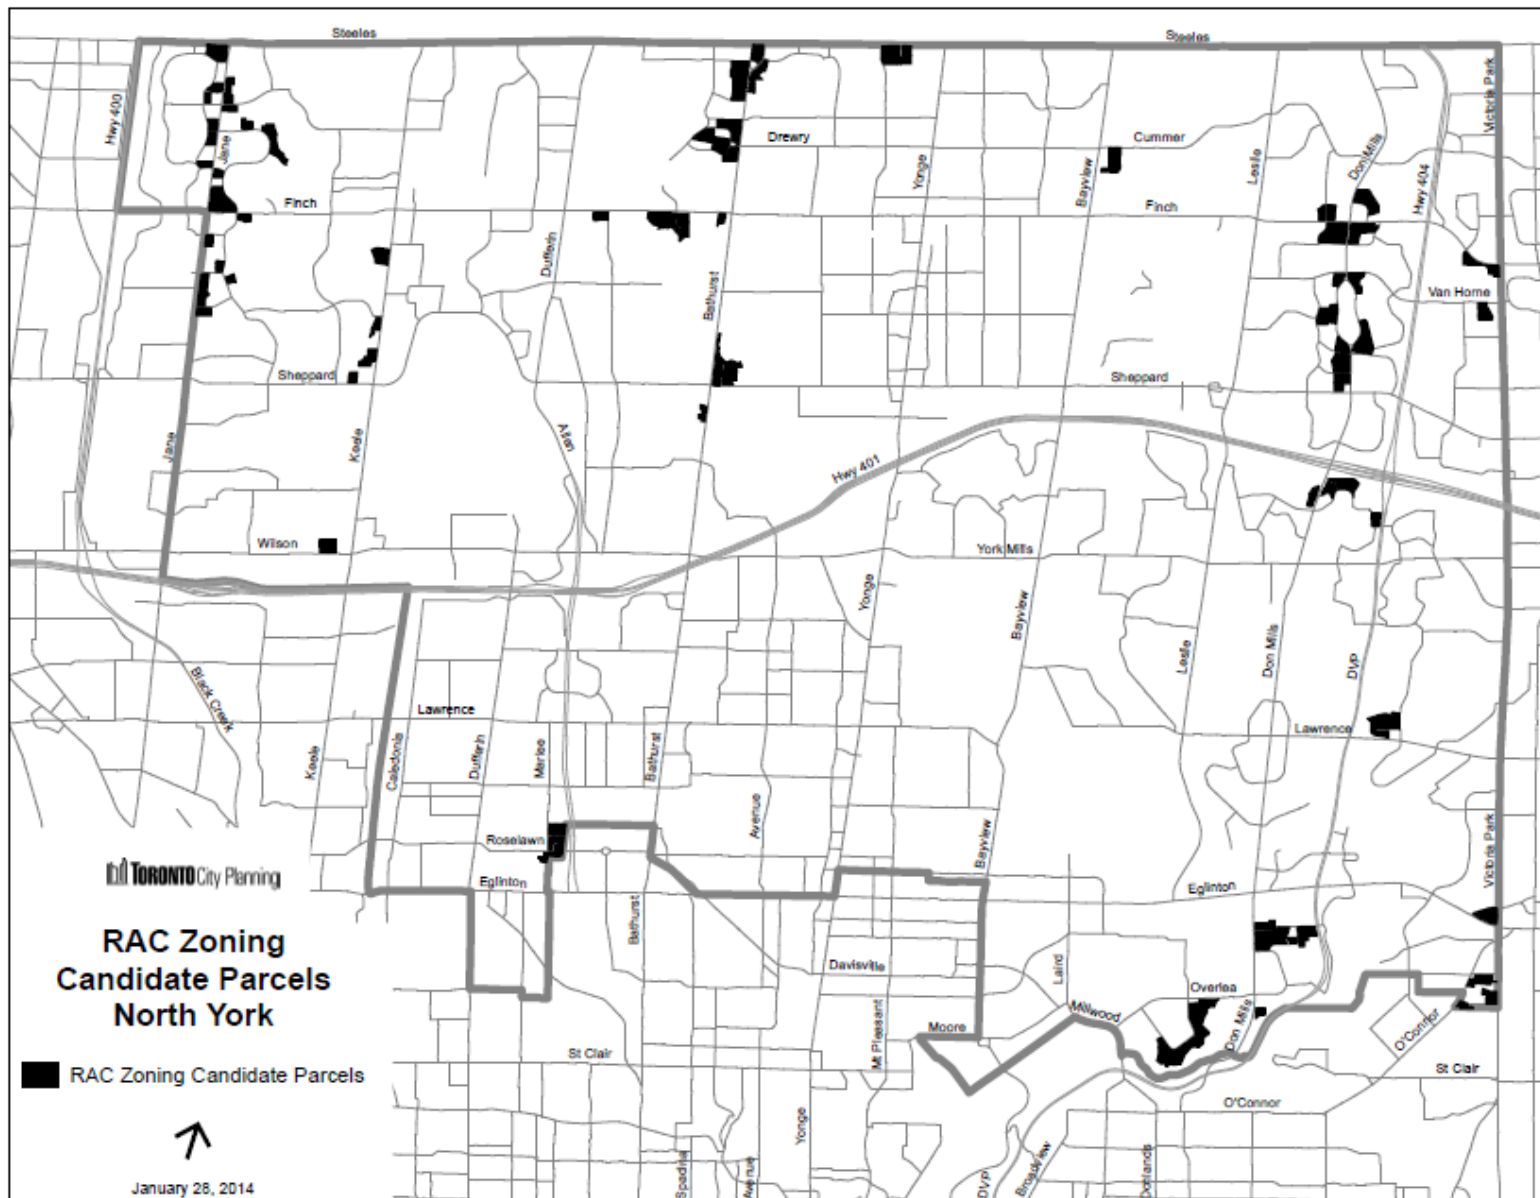 Steeles
Steeles
Hwy 400
Jane
Drewry
Yonge
Cummer
Bayview
Leslie
Don Mills
Hwy 404
Victoria Park
Finch
Finch
Dufferin
Bathurst
Van Horne
Sheppard
Sheppard
Jane
Keele
Allen
Hwy 401
Wilson
York Mills
Yonge
Bayview
Leslie
Don Mills
DVP
Black Creek
Lawrence
Lawrence
Keele
Caledonia
Dufferin
Marlee
Bathurst
Avenue
Bayview
Victoria Park
Roselawn
Eglinton
Eglinton
TORONTO City Planning
Bathurst
RAC Zoning
Candidate Parcels
North York
Davisville
Laird
Overlea
Millwood
Don Mills
Moore
Mt Pleasant
O'Connor
St Clair
St Clair
RAC Zoning Candidate Parcels
O'Connor
Yonge
Spadina
Avenue
DVP
Broadview
Donlands
January 28, 2014